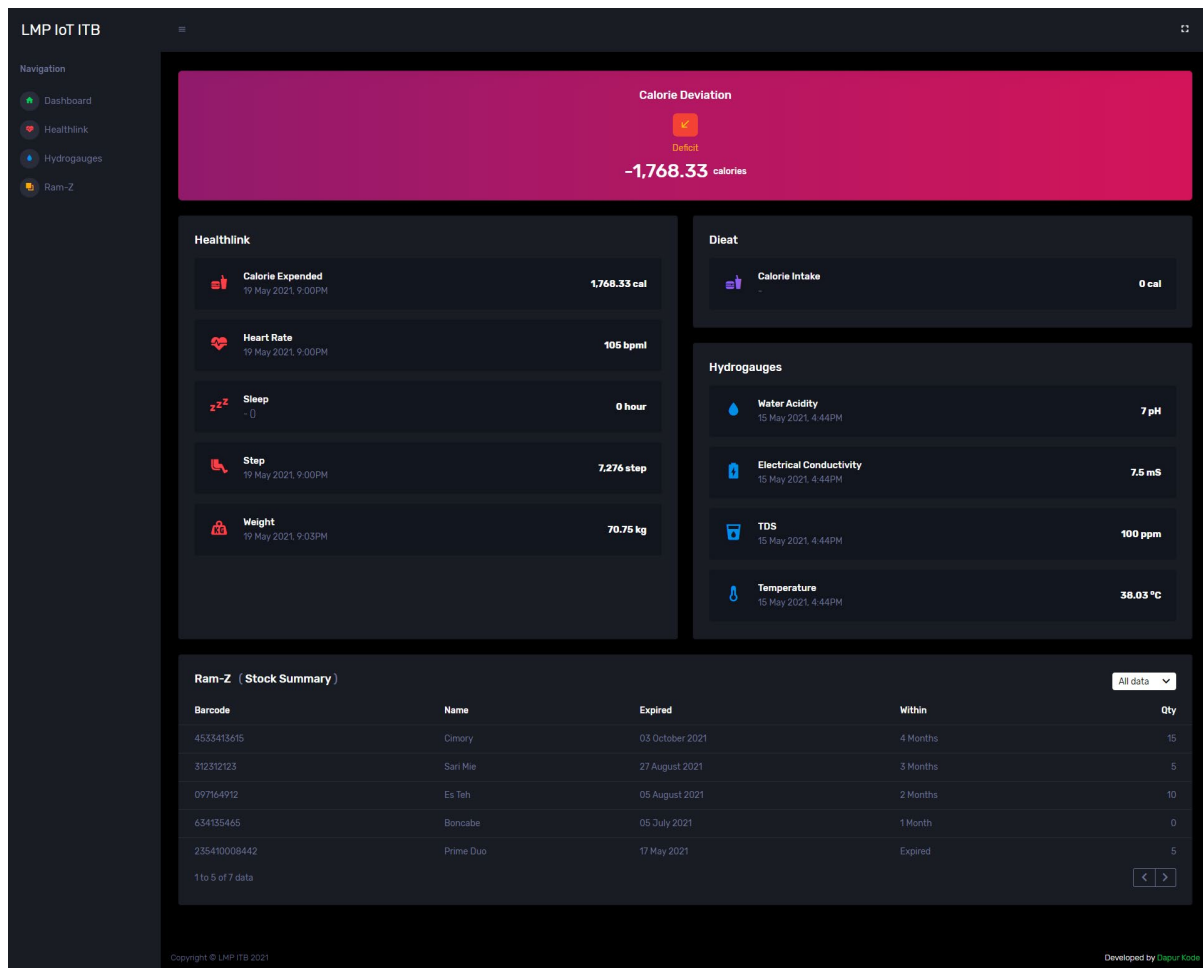 LMP IoT ITB
Navigation
Dashboard
Healthlink
Hydrogauges
Ram-Z
Calorie Deviation
Deficit
-1,768.33 calories
Healthlink
Calorie Expended
19 May 2021, 9:00PM
1,768.33 cal
Heart Rate
19 May 2021, 9:00PM
105 bpml
Sleep
- ()
0 hour
Step
19 May 2021, 9:00PM
7,276 step
Weight
19 May 2021, 9:03PM
70.75 kg
Dieat
Calorie Intake
-
0 cal
Hydrogauges
Water Acidity
15 May 2021, 4:44PM
7 pH
Electrical Conductivity
15 May 2021, 4:44PM
7.5 mS
TDS
15 May 2021, 4:44PM
100 ppm
Temperature
15 May 2021, 4:44PM
38.03 °C
Ram-Z ( Stock Summary )
All data
Barcode Name Expired Within Qty
4533413615 Cimory 03 October 2021 4 Months 15
312312123 Sari Mie 27 August 2021 3 Months 5
097164912 Es Teh 05 August 2021 2 Months 10
634135465 Boncabe 05 July 2021 1 Month 0
235410008442 Prime Duo 17 May 2021 Expired 5
1 to 5 of 7 data
Copyright © LMP ITB 2021
Developed by Dapur Kode